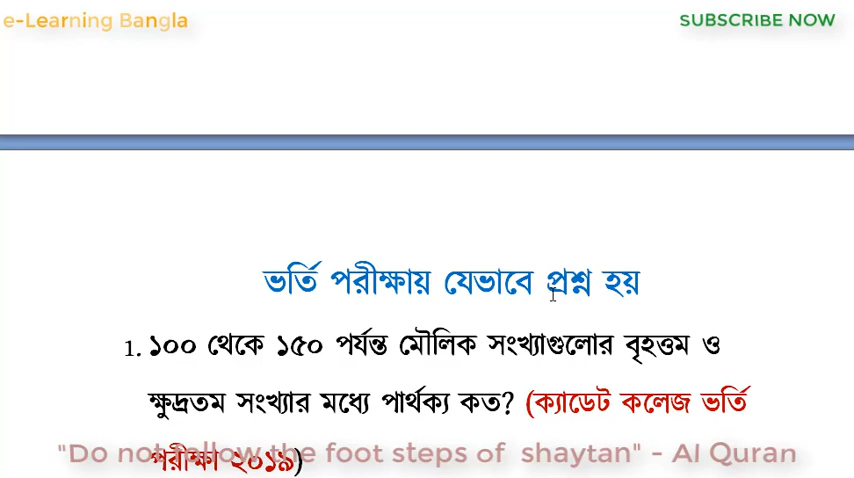 e-Learning Bangla
SUBSCRIBE NOW
ভর্তি পরীক্ষায় যেভাবে প্রশ্ন হয়
1. ১০০ থেকে ১৫০ পর্যন্ত মৌলিক সংখ্যাগুলোর বৃহত্তম ও
ক্ষুদ্রতম সংখ্যার মধ্যে পার্থক্য কত? (ক্যাডেট কলেজ ভর্তি
পরীক্ষা ২০১৯)
"Do not follow the foot steps of shaytan" - Al Quran